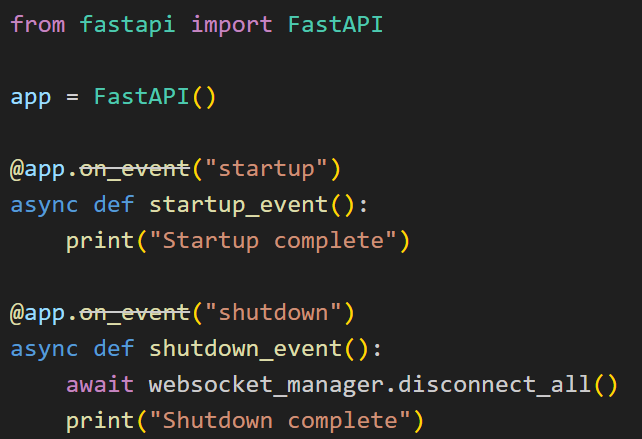 from fastapi import FastAPI

app = FastAPI()

@app.on_event("startup")
async def startup_event():
    print("Startup complete")

@app.on_event("shutdown")
async def shutdown_event():
    await websocket_manager.disconnect_all()
    print("Shutdown complete")